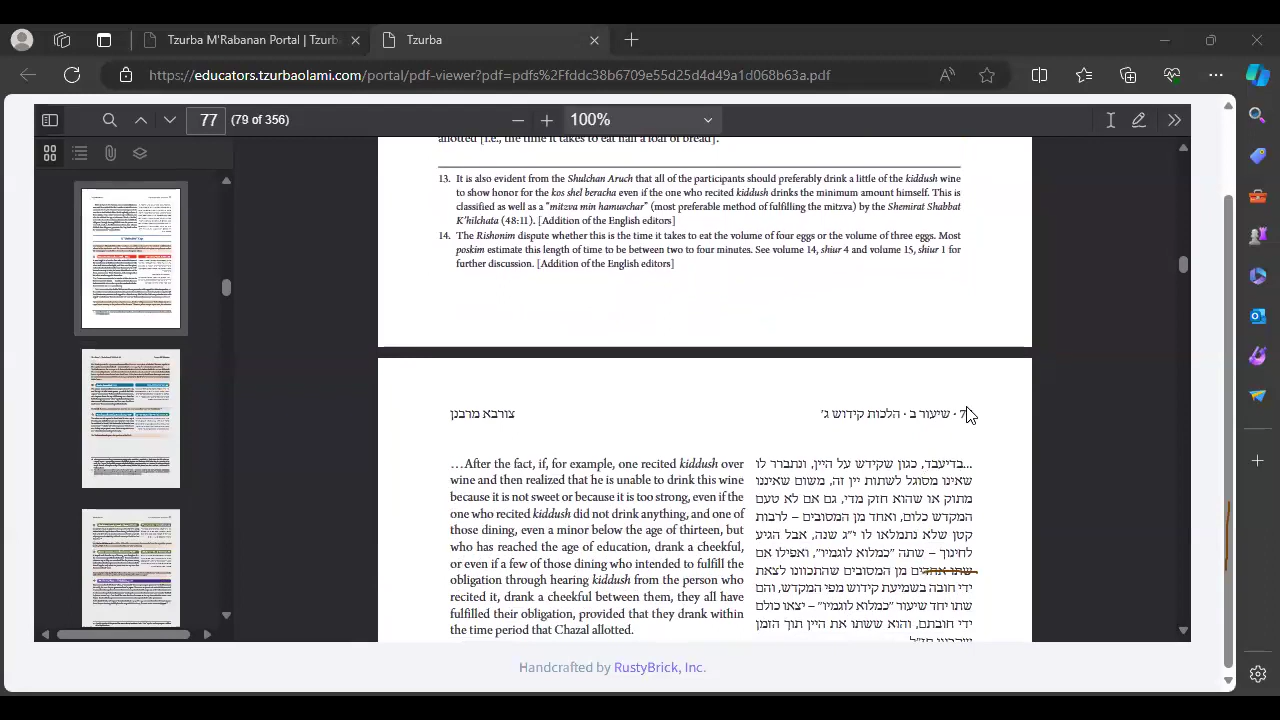 Tzurba M'Rabanan Portal | Tzurb
Tzurba
https://educators.tzurbaolami.com/portal/pdf-viewer?pdf=pdfs%2Ffddc38b6709e55d25d4d49a1d068b63a.pdf
77 (79 of 356)
100%
allotted [i.e., the time it takes to eat half a loaf of bread].
13. It is also evident from the Shulchan Aruch that all of the participants should preferably drink a little of the kiddush wine
to show honor for the kos shel beracha even if the one who recited kiddush drinks the minimum amount himself. This is
classified as well as a "mitzva min hamuvchar" (most preferable method of fulfilling the mitzva) by the Shemirat Shabbat
K'hilchata (48:11). [Addition of the English editors]
14. The Rishonim dispute whether this is the time it takes to eat the volume of four eggs or the volume of three eggs. Most
poskim estimate that length of time to be between two to four minutes. See volume 14, shiur 4 and volume 15, shiur 1 for
further discussion. [Addition of the English editors]
צורבא מרבנן
7 · שיעור ב · הלכות קידוש ג'
…After the fact, if, for example, one recited kiddush over
wine and then realized that he is unable to drink this wine
because it is not sweet or because it is too strong, even if the
one who recited kiddush did not drink anything, and one of
those dining, even a minor below the age of thirteen, but
who has reached the age of education, drank a cheekful,
or even if a few of those dining who intended to fulfill the
obligation through hearing kiddush from the person who
recited it, drank a cheekful between them, they all have
fulfilled their obligation, provided that they drank within
the time period that Chazal allotted.
...בדיעבד, כגון שקידש על היין, ונתברר לו
שאינו מסוגל לשתות יין זה, משום שאיננו
מתוק או שהוא חזק מדי, גם אם לא טעם
המקדש כלום, ואחד מן המסובים – לרבות
קטן שלא נתמלאו לו י"ג שנה, אבל הגיע
לחינוך – שתה "כמלוא לוגמיו", ואפילו אם
שתו אחדים מן המסובים שהתכוונו לצאת
ידי חובה בשמיעת קידוש מפי המקדש, והם
שתו יחד שיעור "כמלוא לוגמיו" – יצאו כולם
ידי חובתם, והוא ששתו את היין תוך הזמן
Handcrafted by RustyBrick, Inc.